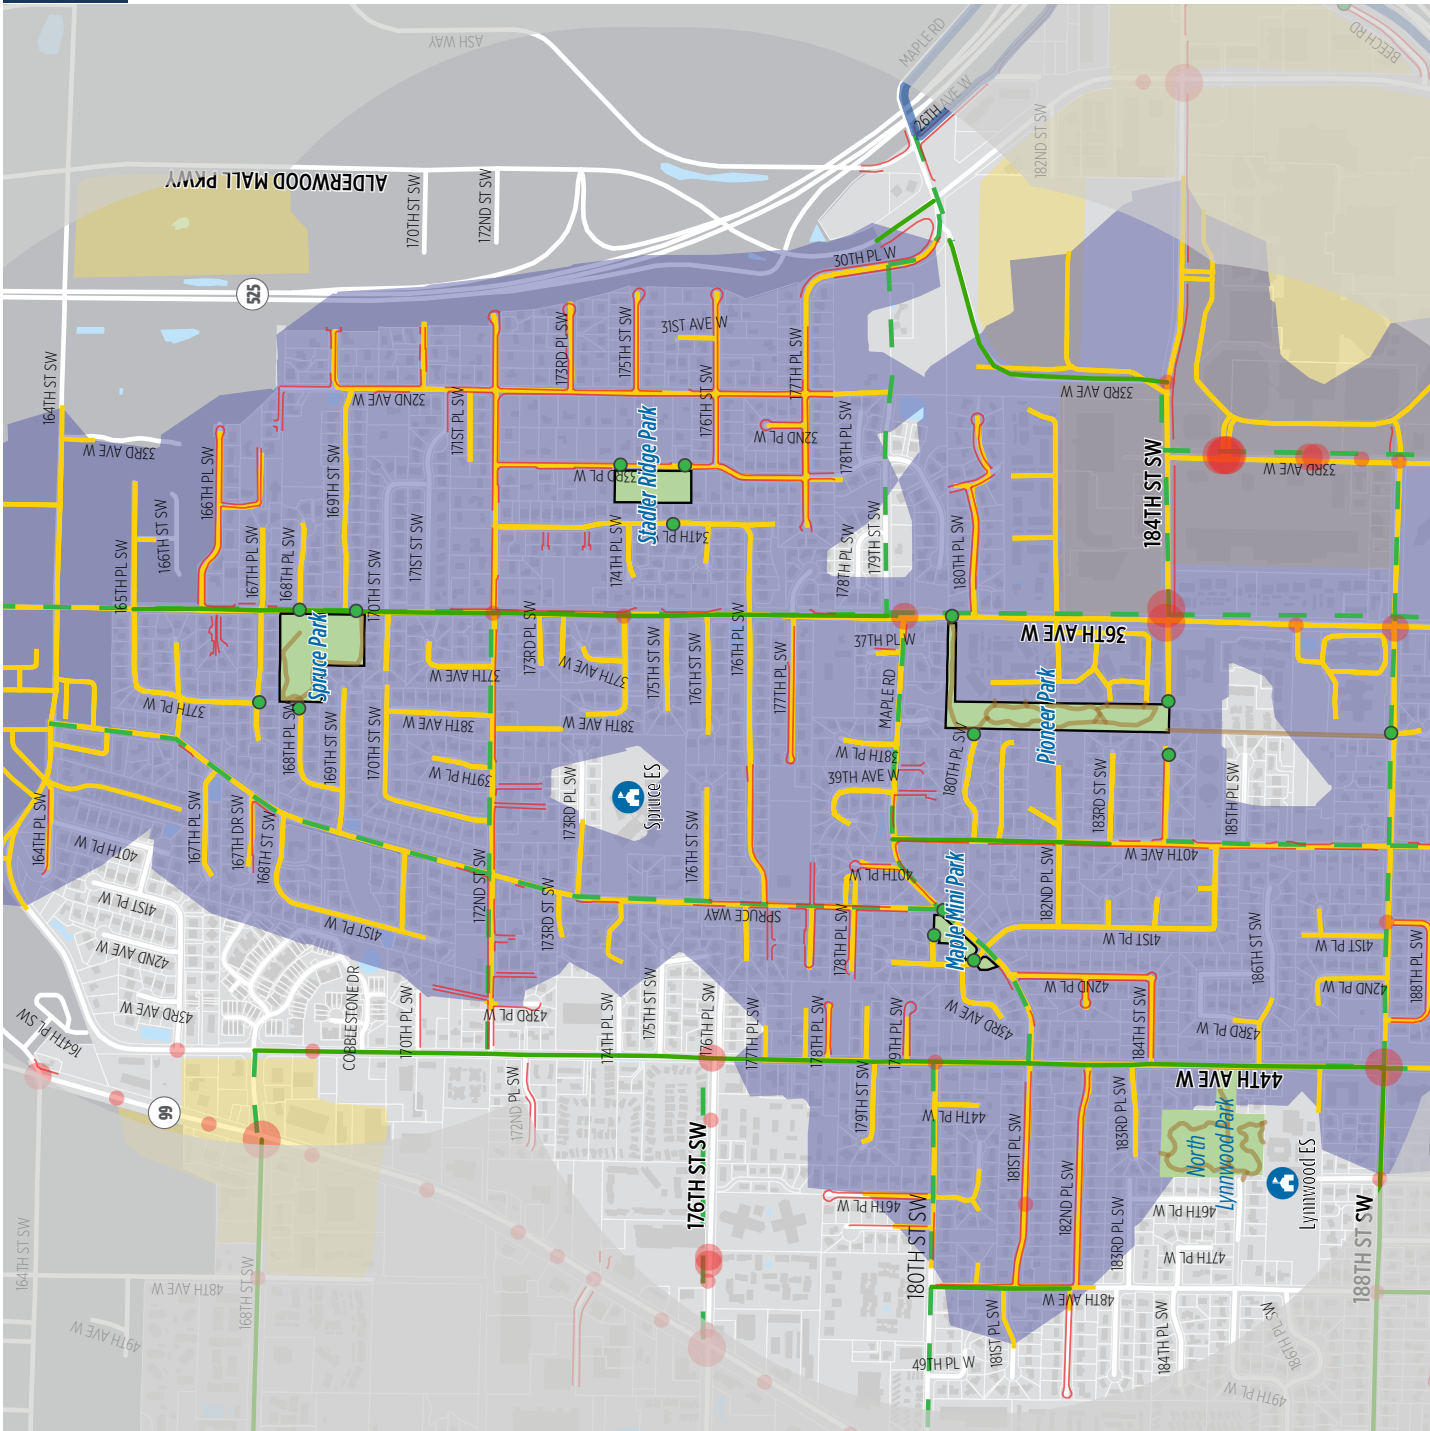 ASH WAY
MAPLE RD
BEECH RD
26TH AVE W
182ND ST SW
ALDERWOOD MALL PKWY
170TH ST SW
172ND ST SW
525
30TH PL W
164TH ST SW
31ST AVE W
173RD PL SW
175TH ST SW
177TH PL SW
32ND AVE W
171ST PL SW
176TH ST SW
33RD AVE W
33RD AVE W
166TH PL SW
169TH ST SW
32ND PL W
178TH PL SW
Stadler Ridge Park
33RD PL W
184TH ST SW
33RD AVE W
166TH ST SW
165TH PL SW
167TH PL SW
168TH PL SW
171ST ST SW
170TH ST SW
174TH PL SW
34TH PL
178TH PL SW
179TH ST SW
180TH PL SW
Spruce Park
173RD PL SW
175TH ST SW
176TH ST SW
176TH PL SW
177TH PL SW
37TH PL W
36TH AVE W
37TH PL W
37TH AVE W
37TH AVE W
MAPLE RD
Pioneer Park
168TH PL SW
169TH ST SW
170TH ST SW
38TH AVE W
38TH AVE W
38TH PL W
39TH PL W
39TH AVE W
180TH PL SW
183RD ST SW
185TH PL SW
Spruce ES
173RD PL SW
164TH PL SW
40TH PL W
167TH PL SW
167TH DR SW
168TH ST SW
176TH ST SW
40TH AVE W
40TH PL W
Maple Mini Park
41ST PL W
41ST PL W
172ND ST SW
173RD ST SW
SPRUCE WAY
178TH PL SW
182ND PL SW
41ST PL W
186TH ST SW
41ST PL W
42ND AVE W
43RD AVE W
COBBLESTONE DR
170TH PL SW
43RD PL W
174TH PL SW
175TH ST SW
176TH PL SW
177TH PL SW
178TH PL SW
179TH PL SW
43RD AVE W
42ND PL W
184TH ST SW
43RD PL W
42ND PL W
188TH PL SW
164TH PL SW
99
172ND PL SW
44TH AVE W
179TH ST SW
44TH PL W
181ST PL SW
183RD PL SW
North
Lynnwood Park
Lynnwood ES
176TH ST SW
46TH PL W
180TH ST SW
182ND PL SW
183RD PL SW
46TH PL W
47TH PL W
188TH ST SW
164TH ST SW
48TH AVE W
168TH ST SW
49TH AVE W
48TH AVE W
181ST PL SW
49TH PL W
184TH PL SW
186TH PL SW
49TH PL W